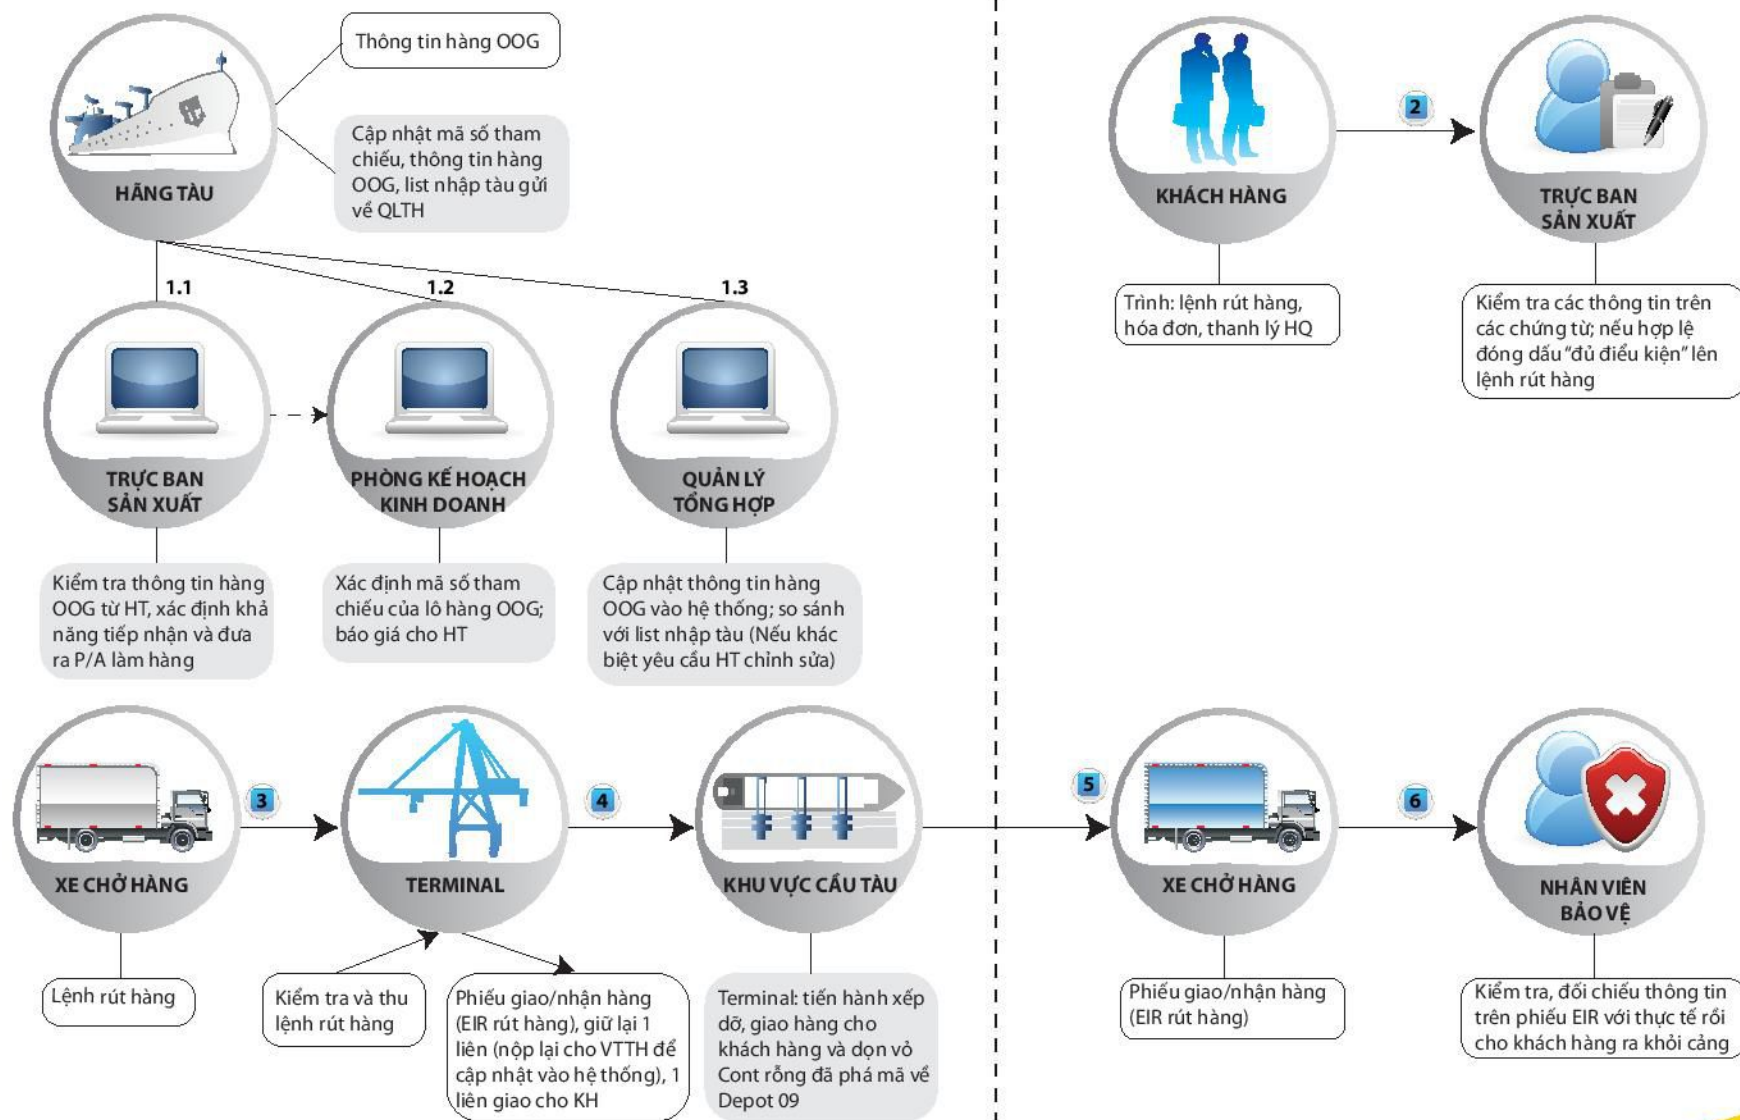 Thông tin hàng OOG
Cập nhật mã số tham
chiếu, thông tin hàng
OOG, list nhập tàu gửi
về QLTH
HÃNG TÀU
1.1
1.2
1.3
TRỰC BAN
SẢN XUẤT
PHÒNG KẾ HOẠCH
KINH DOANH
QUẢN LÝ
TỔNG HỢP
Kiểm tra thông tin hàng
OOG từ HT, xác định khả
năng tiếp nhận và đưa
ra P/A làm hàng
Xác định mã số tham
chiếu của lô hàng OOG;
báo giá cho HT
Cập nhật thông tin hàng
OOG vào hệ thống; so sánh
với list nhập tàu (Nếu khác
biệt yêu cầu HT chỉnh sửa)
KHÁCH HÀNG
2
TRỰC BAN
SẢN XUẤT
Trình: lệnh rút hàng,
hóa đơn, thanh lý HQ
Kiểm tra các thông tin trên
các chứng từ; nếu hợp lệ
đóng dấu "đủ điều kiện" lên
lệnh rút hàng
XE CHỞ HÀNG
3
TERMINAL
4
KHU VỰC CẦU TÀU
5
XE CHỞ HÀNG
6
NHÂN VIÊN
BẢO VỆ
Lệnh rút hàng
Kiểm tra và thu
lệnh rút hàng
Phiếu giao/nhận hàng
(EIR rút hàng), giữ lại 1
liên (nộp lại cho VTTH để
cập nhật vào hệ thống), 1
liên giao cho KH
Terminal: tiến hành xếp
dỡ, giao hàng cho
khách hàng và dọn vỏ
Cont rỗng đã phá mã về
Depot 09
Phiếu giao/nhận hàng
(EIR rút hàng)
Kiểm tra, đối chiếu thông tin
trên phiếu EIR với thực tế rồi
cho khách hàng ra khỏi cảng